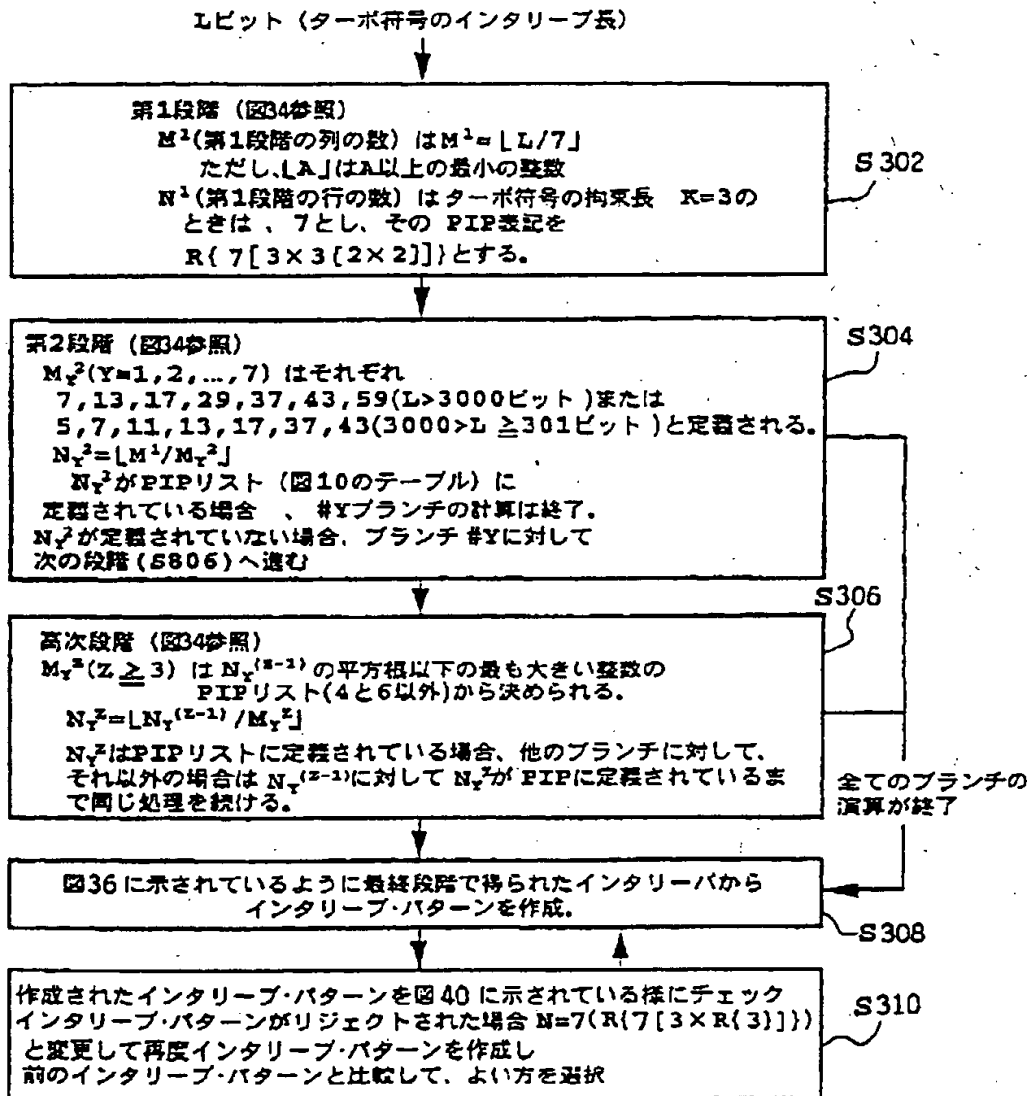 Lビット (ターボ符号のインタリーブ長)
第1段階 (図34参照)
M¹(第1段階の列の数) はM¹=⌊L/7⌋
ただし、⌊A⌋はA以上の最小の整数
N¹(第1段階の行の数) はターボ符号の拘束長 K=3の
ときは 、7とし、その PIP表記を
R{ 7[3×3{2×2]]}とする。
S302
第2段階 (図34参照)
M_Y²(Y=1,2,...,7) はそれぞれ
7,13,17,29,37,43,59(L>3000ビット )または
5,7,11,13,17,37,43(3000>L ≧301ビット )と定義される。
N_Y²=⌊M¹/M_Y²⌋
N_Y²がPIPリスト (図10のテーブル) に
定義されている場合 、 #Yブランチの計算は終了。
N_Y²が定義されていない場合、ブランチ #Yに対して
次の段階(S806)へ進む
S304
高次段階 (図34参照)
M_Y^Z(Z ≧3) は N_Y^(Z-1) の平方根以下の最も大きい整数の
PIPリスト(4と6以外)から決められる。
N_Y^Z=⌊N_Y^(Z-1)/M_Y^Z⌋
N_Y^ZはPIPリストに定義されている場合、他のブランチに対して、
それ以外の場合は N_Y^(Z-1)に対して N_Y^Zが PIPに定義されているま
で同じ処理を続ける。
S306
全てのブランチの
演算が終了
図36に示されているように最終段階で得られたインタリーバから
インタリーブ・パターンを作成。
S308
作成されたインタリーブ・パターンを図40に示されている様にチェック
インタリーブ・パターンがリジェクトされた場合 N=7(R{7[3×R{3}]})
と変更して再度インタリーブ・パターンを作成し
前のインタリーブ・パターンと比較して、よい方を選択
S310